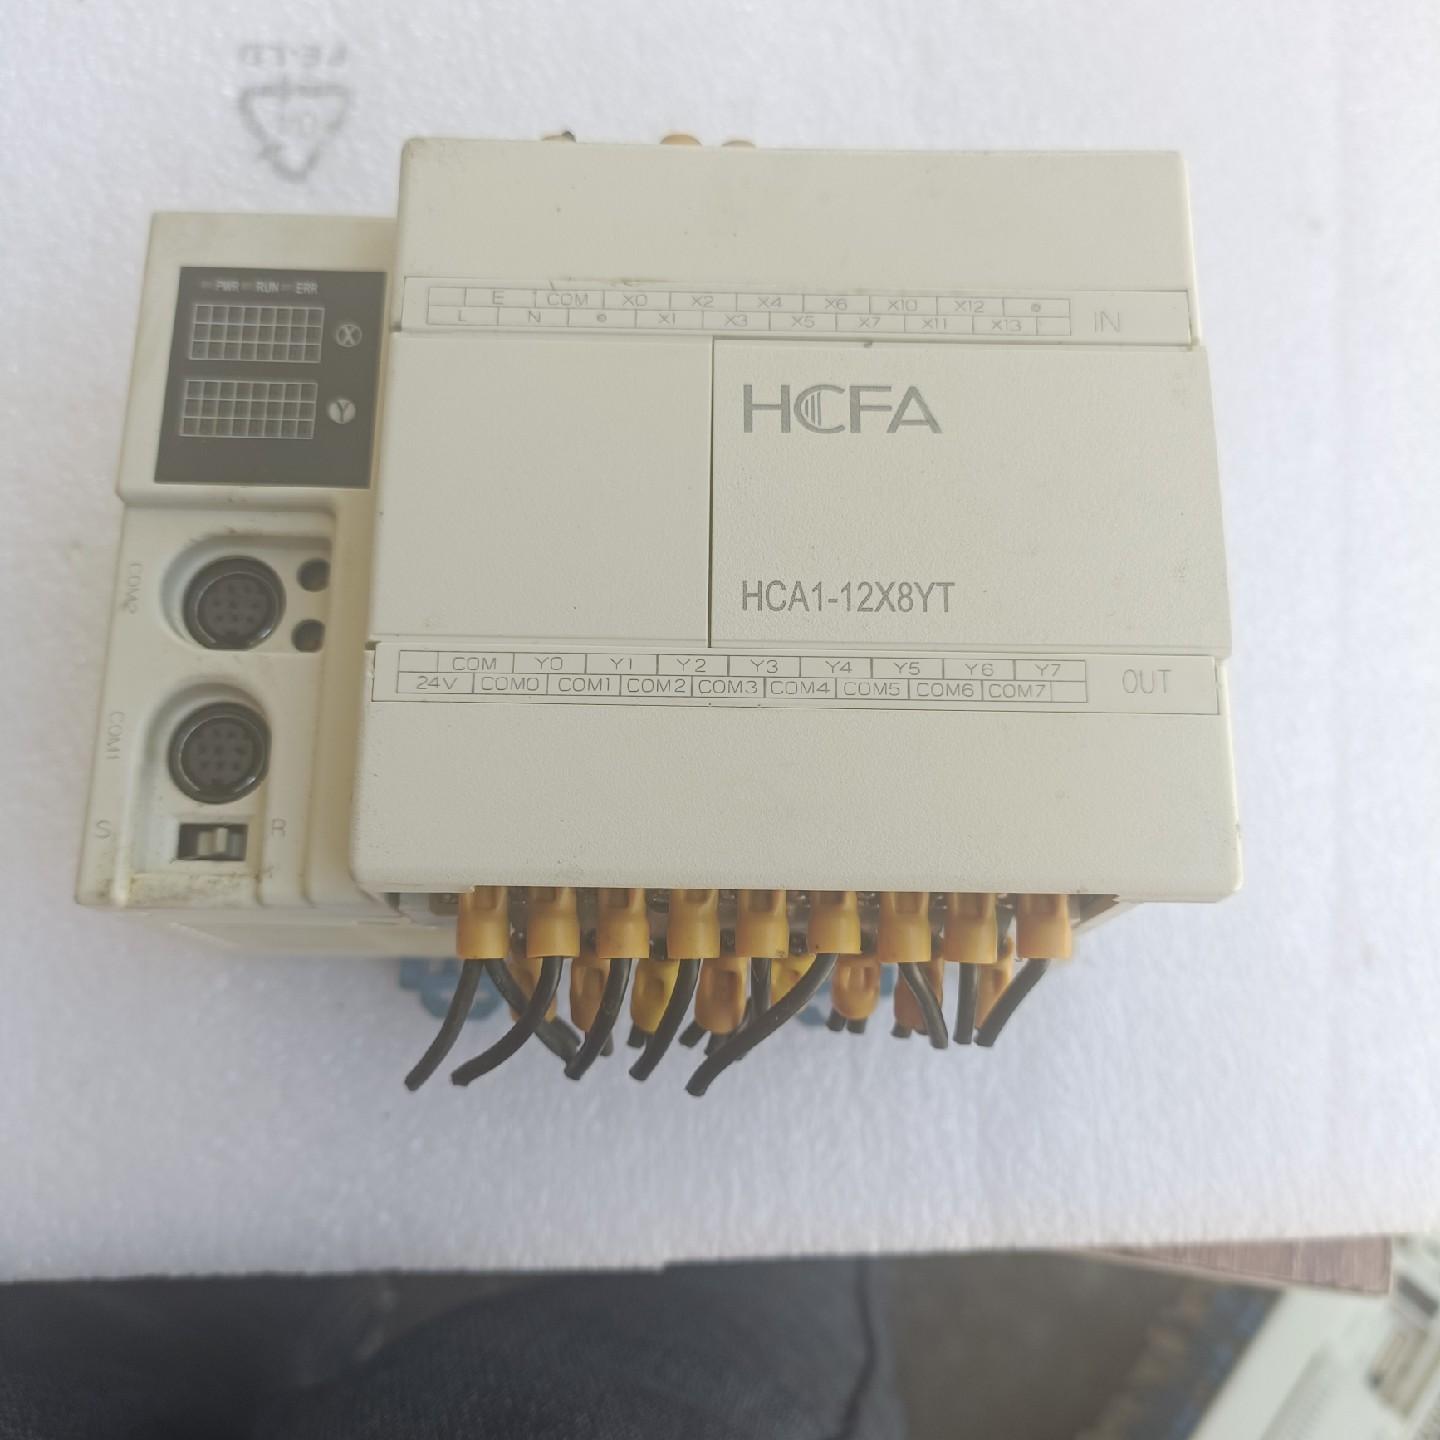 PWR RUN ERR
X
Y
E COM X0 X2 X4 X6 X10 X12
L N X1 X3 X5 X7 X11 X13
IN
HCFA
HCA1-12X8YT
COM2
COM1
S R
COM Y0 Y1 Y2 Y3 Y4 Y5 Y6 Y7
24V COM0 COM1 COM2 COM3 COM4 COM5 COM6 COM7
OUT